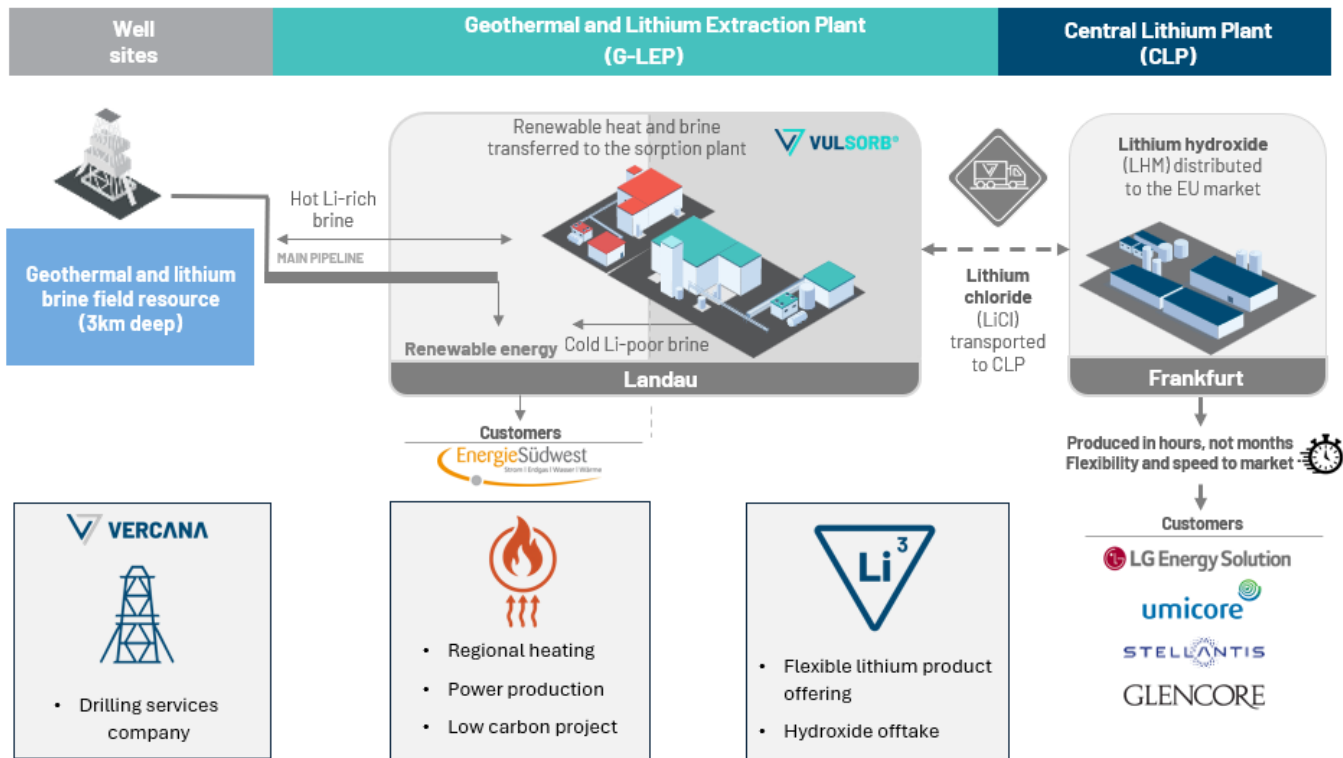 Well
sites
Geothermal and Lithium Extraction Plant
(G-LEP)
Central Lithium Plant
(CLP)
Geothermal and lithium
brine field resource
(3km deep)
Hot Li-rich
brine
MAIN PIPELINE
Renewable heat and brine
transferred to the sorption plant
VULSORB®
Renewable energy
Cold Li-poor brine
Landau
Customers
EnergieSüdwest
Strom | Erdgas | Wasser | Wärme
Lithium
chloride
(LiCl)
transported
to CLP
Lithium hydroxide
(LHM) distributed
to the EU market
Frankfurt
Produced in hours, not months
Flexibility and speed to market
Customers
LG Energy Solution
umicore
STELLANTIS
GLENCORE
VERCANA
• Drilling services
company
• Regional heating
• Power production
• Low carbon project
Li 3
• Flexible lithium product
offering
• Hydroxide offtake